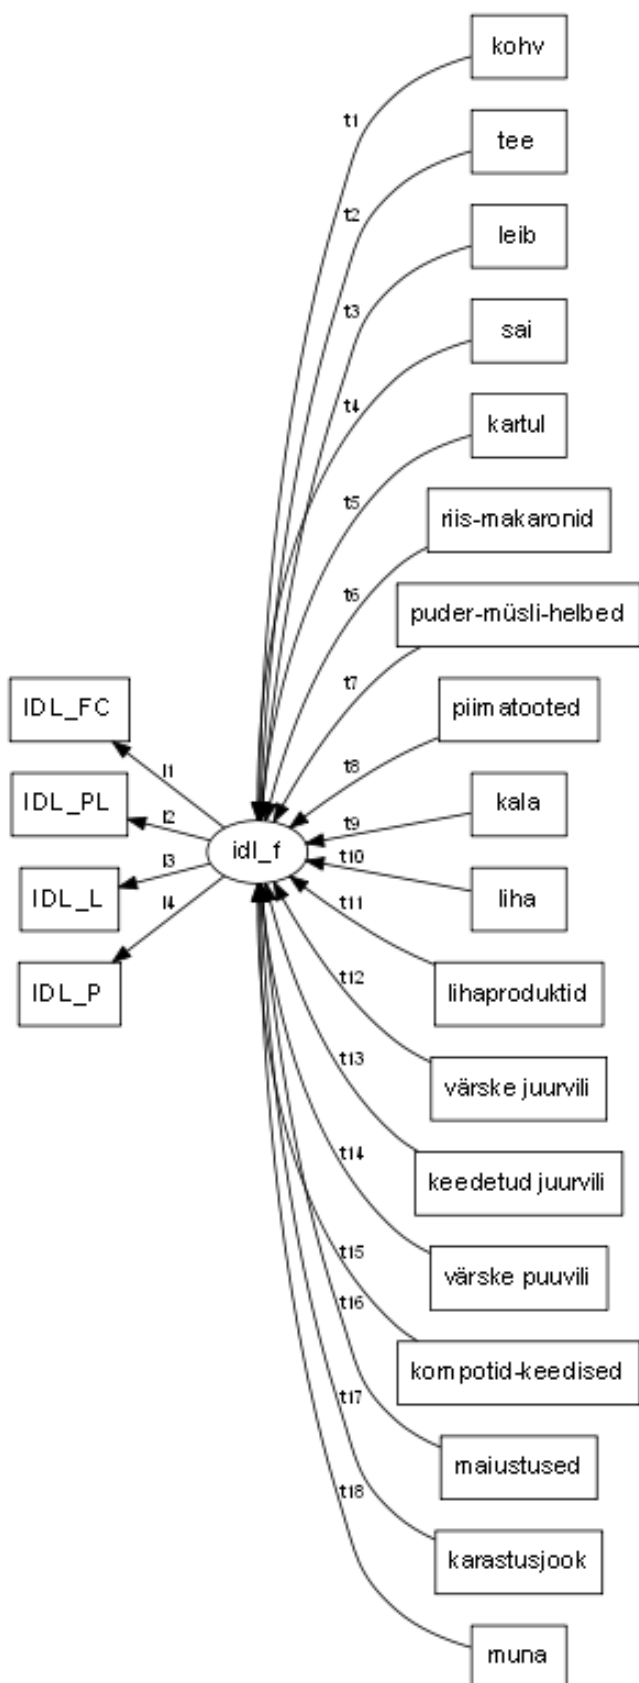 kohv
t1
tee
t2
leib
t3
sai
t4
kartul
t5
riis-makaronid
t6
puder-müsli-helbed
t7
piimatooted
t8
kala
t9
liha
t10
lihaproduktid
t11
värske juurvili
t12
keedetud juurvili
t13
värske puuvili
t14
kompotid-keedised
t15
maiustused
t16
karastusjook
t17
muna
t18
IDL_FC
l1
IDL_PL
l2
IDL_L
l3
IDL_P
l4
idl_f